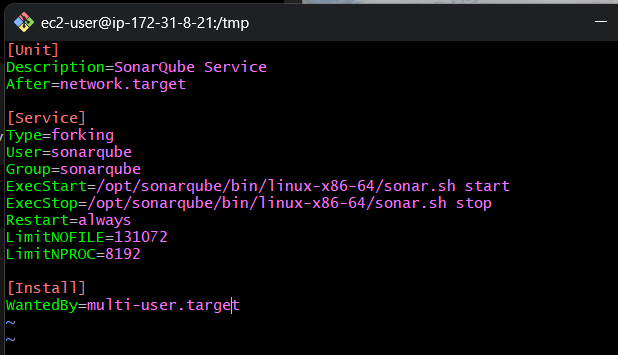 ec2-user@ip-172-31-8-21:/tmp
[Unit]
Description=SonarQube Service
After=network.target
[Service]
Type=forking
User=sonarqube
Group=sonarqube
ExecStart=/opt/sonarqube/bin/linux-x86-64/sonar.sh start
ExecStop=/opt/sonarqube/bin/linux-x86-64/sonar.sh stop
Restart=always
LimitNOFILE=131072
LimitNPROC=8192
[Install]
WantedBy=multi-user.target
~
~